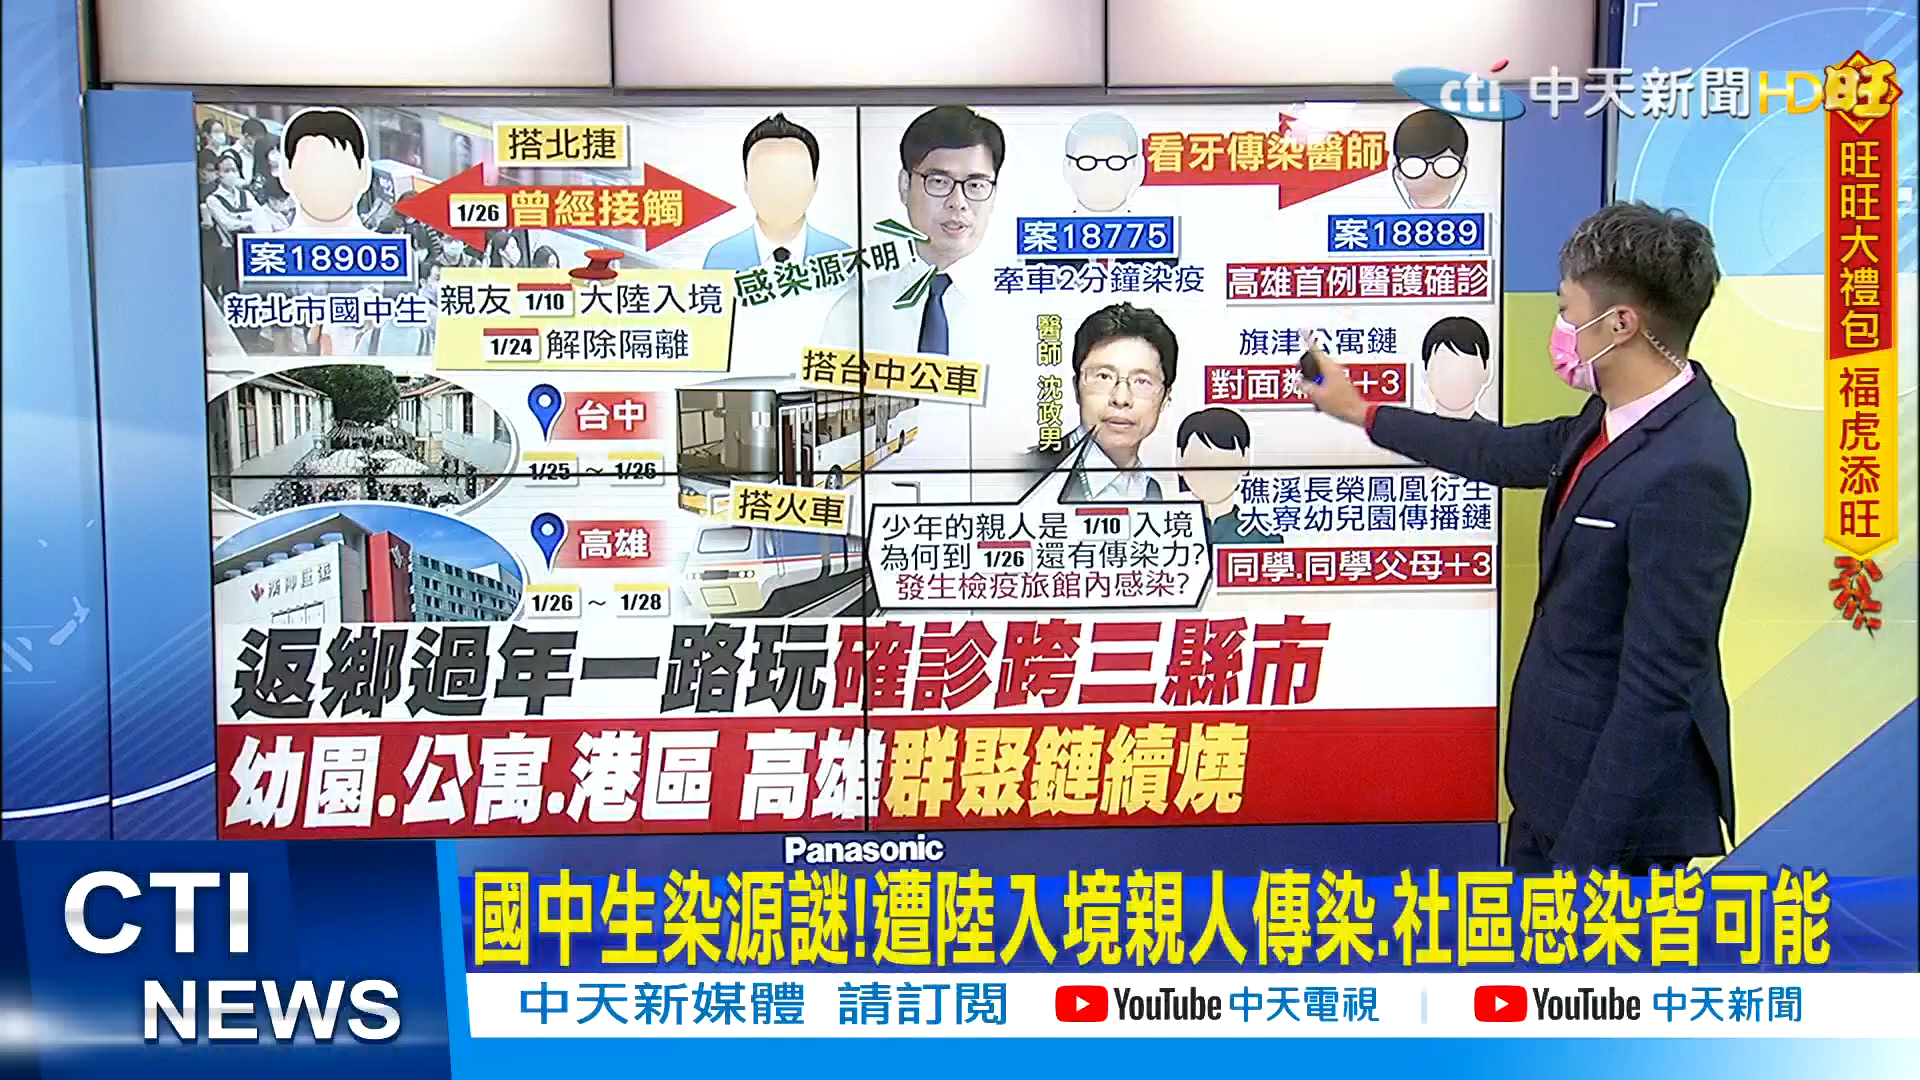 cti 中天新聞HD
旺
旺旺大禮包 福虎添旺
搭北捷
1/26 曾經接觸
案18905
新北市國中生
親友 1/10 大陸入境
1/24 解除隔離
感染源不明!
案18775
牽車2分鐘染疫
看牙傳染醫師
案18889
高雄首例醫護確診
旗津公寓鏈
對面 +3
醫師 沈政男
搭台中公車
台中
1/25 ~ 1/26
搭火車
高雄
1/26 ~ 1/28
少年的親人是 1/10 入境
為何到 1/26 還有傳染力?
發生檢疫旅館內感染?
礁溪長榮鳳凰衍生
大寮幼兒園傳播鏈
同學.同學父母+3
返鄉過年一路玩確診跨三縣市
幼園.公寓.港區 高雄群聚鏈續燒
Panasonic
CTI
NEWS
國中生染源謎!遭陸入境親人傳染.社區感染皆可能
中天新媒體 請訂閱 YouTube 中天電視 | YouTube 中天新聞